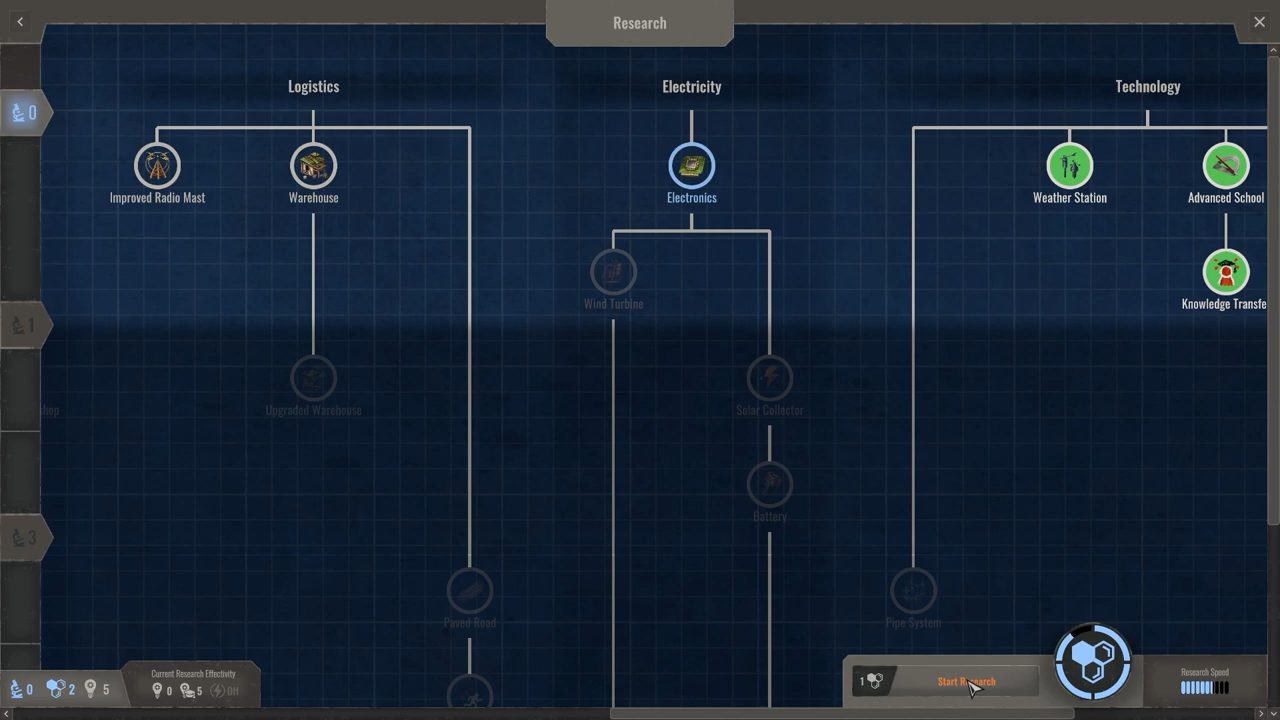 Research
Logistics
Electricity
Technology
0
Improved Radio Mast
Warehouse
Electronics
Weather Station
Advanced School
Wind Turbine
Knowledge Transfe
1
shop
Upgraded Warehouse
Solar Collector
Battery
3
Paved Road
Pipe System
0 2 5
Current Research Effectivity
0 5 Off
1
Start Research
Research Speed